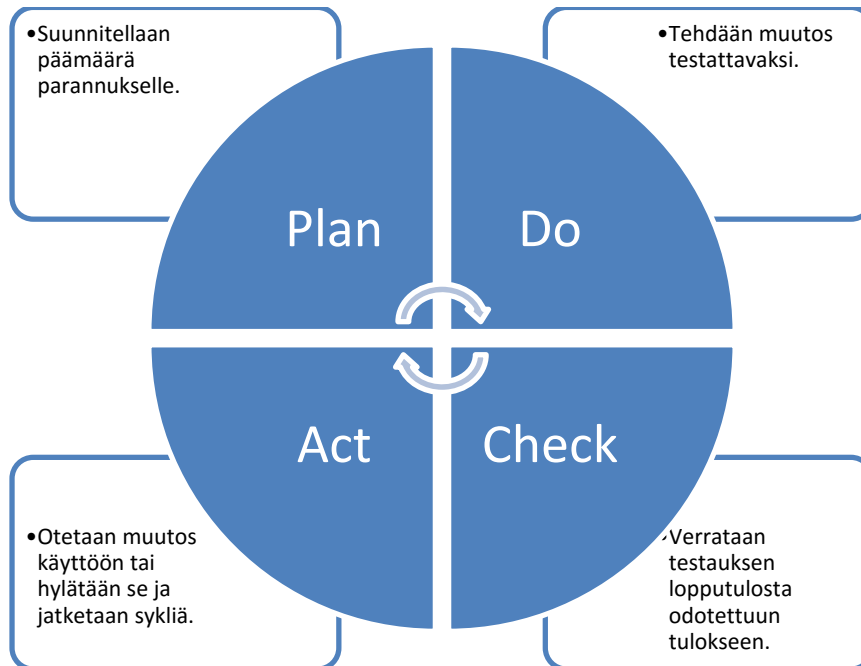 •Suunnitellaan
päämäärä
parannukselle.
•Tehdään muutos
testattavaksi.
Plan
Do
Act
Check
•Otetaan muutos
käyttöön tai
hylätään se ja
jatketaan sykliä.
•Verrataan
testauksen
lopputulosta
odotettuun
tulokseen.